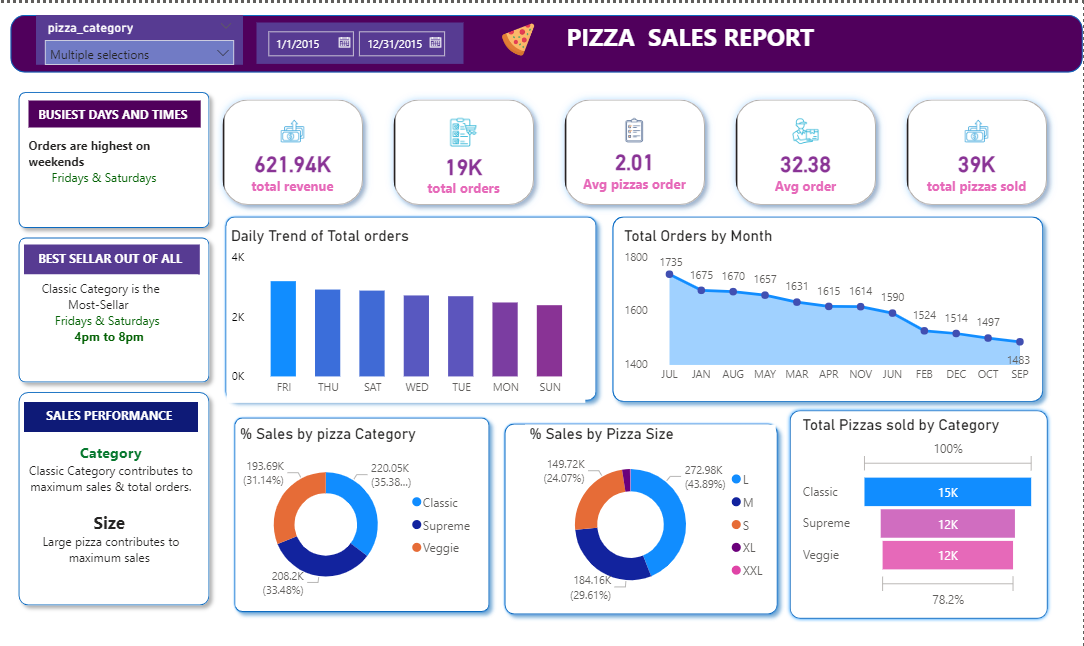 pizza_category
Multiple selections
1/1/2015
12/31/2015
PIZZA SALES REPORT
BUSIEST DAYS AND TIMES
Orders are highest on
weekends
Fridays & Saturdays
BEST SELLAR OUT OF ALL
Classic Category is the
Most-Sellar
Fridays & Saturdays
4pm to 8pm
SALES PERFORMANCE
Category
Classic Category contributes to
maximum sales & total orders.
Size
Large pizza contributes to
maximum sales
621.94K
total revenue
19K
total orders
2.01
Avg pizzas order
32.38
Avg order
39K
total pizzas sold
Daily Trend of Total orders
4K
2K
0K
FRI THU SAT WED TUE MON SUN
Total Orders by Month
1800
1600
1400
1735 1675 1670 1657 1631 1615 1614 1590 1524 1514 1497 1483
JUL JAN AUG MAY MAR APR NOV JUN FEB DEC OCT SEP
% Sales by pizza Category
193.69K
(31.14%)
220.05K
(35.38...)
208.2K
(33.48%)
Classic
Supreme
Veggie
% Sales by Pizza Size
149.72K
(24.07%)
272.98K
(43.89%)
184.16K
(29.61%)
L
M
S
XL
XXL
Total Pizzas sold by Category
100%
Classic 15K
Supreme 12K
Veggie 12K
78.2%